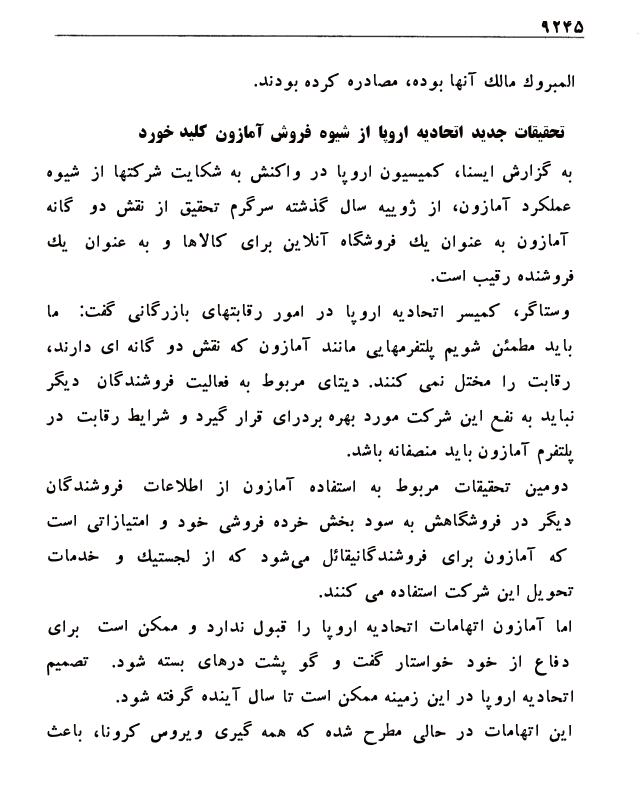 ۹۲۴۵
المبروك مالك آنها بوده، مصادره كرده بودند.
تحقیقات جدید اتحادیه اروپا از شیوه فروش آمازون کلید خورد
به گزارش ایسنا، کمیسیون اروپا در واکنش به شکایت شرکتها از شیوه
عملکرد آمازون، از ژوییه سال گذشته سرگرم تحقیق از نقش دو گانه
آمازون به عنوان یك فروشگاه آنلاین برای کالاها و به عنوان یك
فروشنده رقیب است.
وستاگر، کمیسر اتحادیه اروپا در امور رقابتهای بازرگانی گفت: ما
باید مطمئن شویم پلتفرمهایی مانند آمازون که نقش دو گانه ای دارند،
رقابت را مختل نمی کنند. دیتای مربوط به فعالیت فروشندگان دیگر
نباید به نفع این شرکت مورد بهره بردرای قرار گیرد و شرایط رقابت در
پلتفرم آمازون باید منصفانه باشد.
دومین تحقیقات مربوط به استفاده آمازون از اطلاعات فروشندگان
دیگر در فروشگاهش به سود بخش خرده فروشی خود و امتیازاتی است
که آمازون برای فروشندگانیقائل می‌شود که از لجستیك و خدمات
تحویل این شرکت استفاده می کنند.
اما آمازون اتهامات اتحادیه اروپا را قبول ندارد و ممکن است برای
دفاع از خود خواستار گفت و گو پشت درهای بسته شود. تصمیم
اتحادیه اروپا در این زمینه ممکن است تا سال آینده گرفته شود.
این اتهامات در حالی مطرح شده که همه گیری ویروس کرونا، باعث